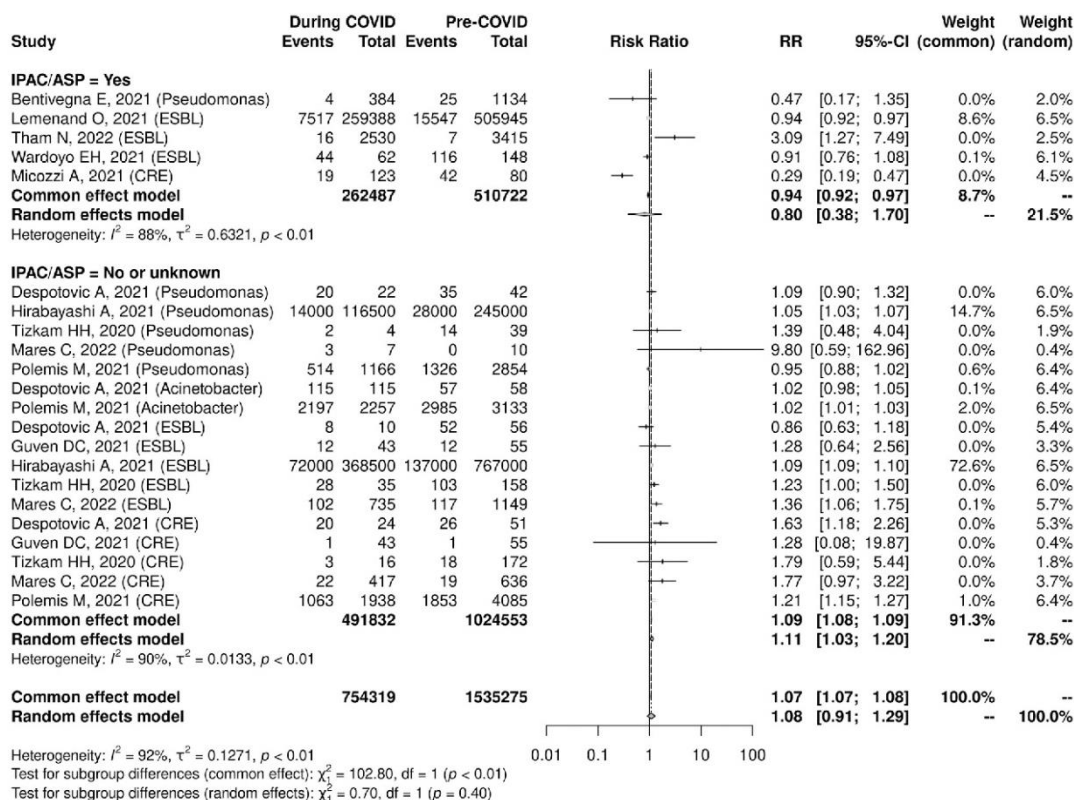 During COVID Pre-COVID Weight Weight
Study Events Total Events Total Risk Ratio RR 95%-CI (common) (random)
IPAC/ASP = Yes
Bentivegna E, 2021 (Pseudomonas) 4 384 25 1134 0.47 [0.17; 1.35] 0.0% 2.0%
Lemenand O, 2021 (ESBL) 7517 259388 15547 505945 0.94 [0.92; 0.97] 8.6% 6.5%
Tham N, 2022 (ESBL) 16 2530 7 3415 3.09 [1.27; 7.49] 0.0% 2.5%
Wardoyo EH, 2021 (ESBL) 44 62 116 148 0.91 [0.76; 1.08] 0.1% 6.1%
Micozzi A, 2021 (CRE) 19 123 42 80 0.29 [0.19; 0.47] 0.0% 4.5%
Common effect model 262487 510722 0.94 [0.92; 0.97] 8.7% --
Random effects model 0.80 [0.38; 1.70] -- 21.5%
Heterogeneity: I² = 88%, τ² = 0.6321, p < 0.01
IPAC/ASP = No or unknown
Despotovic A, 2021 (Pseudomonas) 20 22 35 42 1.09 [0.90; 1.32] 0.0% 6.0%
Hirabayashi A, 2021 (Pseudomonas) 14000 116500 28000 245000 1.05 [1.03; 1.07] 14.7% 6.5%
Tizkam HH, 2020 (Pseudomonas) 2 4 14 39 1.39 [0.48; 4.04] 0.0% 1.9%
Mares C, 2022 (Pseudomonas) 3 7 0 10 9.80 [0.59; 162.96] 0.0% 0.4%
Polemis M, 2021 (Pseudomonas) 514 1166 1326 2854 0.95 [0.88; 1.02] 0.6% 6.4%
Despotovic A, 2021 (Acinetobacter) 115 115 57 58 1.02 [0.98; 1.05] 0.1% 6.4%
Polemis M, 2021 (Acinetobacter) 2197 2257 2985 3133 1.02 [1.01; 1.03] 2.0% 6.5%
Despotovic A, 2021 (ESBL) 8 10 52 56 0.86 [0.63; 1.18] 0.0% 5.4%
Guven DC, 2021 (ESBL) 12 43 12 55 1.28 [0.64; 2.56] 0.0% 3.3%
Hirabayashi A, 2021 (ESBL) 72000 368500 137000 767000 1.09 [1.09; 1.10] 72.6% 6.5%
Tizkam HH, 2020 (ESBL) 28 35 103 158 1.23 [1.00; 1.50] 0.0% 5.9%
Mares C, 2022 (ESBL) 102 735 117 1149 1.36 [1.06; 1.75] 0.1% 5.7%
Despotovic A, 2021 (CRE) 20 24 26 51 1.63 [1.18; 2.26] 0.0% 5.3%
Guven DC, 2021 (CRE) 1 43 1 55 1.28 [0.08; 19.87] 0.0% 0.4%
Tizkam HH, 2020 (CRE) 3 16 18 172 1.79 [0.59; 5.44] 0.0% 1.8%
Mares C, 2022 (CRE) 22 417 19 636 1.77 [0.97; 3.22] 0.0% 3.7%
Polemis M, 2021 (CRE) 1063 1938 1853 4085 1.21 [1.15; 1.27] 1.0% 6.4%
Common effect model 491832 1024553 1.09 [1.08; 1.09] 91.3% --
Random effects model 1.11 [1.03; 1.20] -- 78.5%
Heterogeneity: I² = 90%, τ² = 0.0133, p < 0.01
Common effect model 754319 1535275 1.07 [1.07; 1.08] 100.0% --
Random effects model 1.08 [0.91; 1.29] -- 100.0%
0.01 0.1 1 10 100
Heterogeneity: I² = 92%, τ² = 0.1271, p < 0.01
Test for subgroup differences (common effect): χ²₁ = 102.80, df = 1 (p < 0.01)
Test for subgroup differences (random effects): χ²₁ = 0.70, df = 1 (p = 0.40)